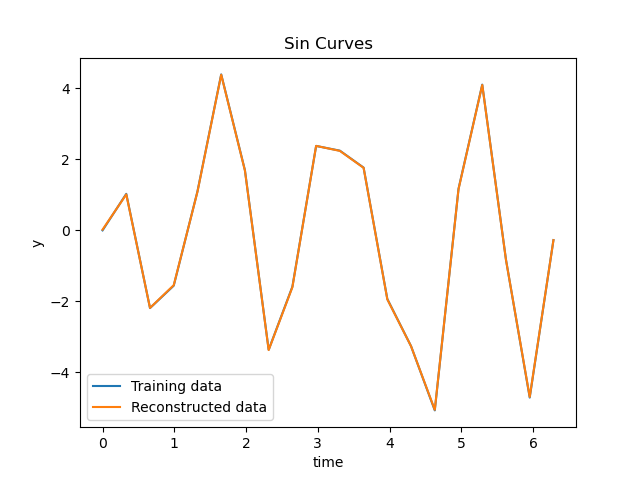 Sin Curves
4
2
0
−2
−4
y
Training data
Reconstructed data
0 1 2 3 4 5 6
time